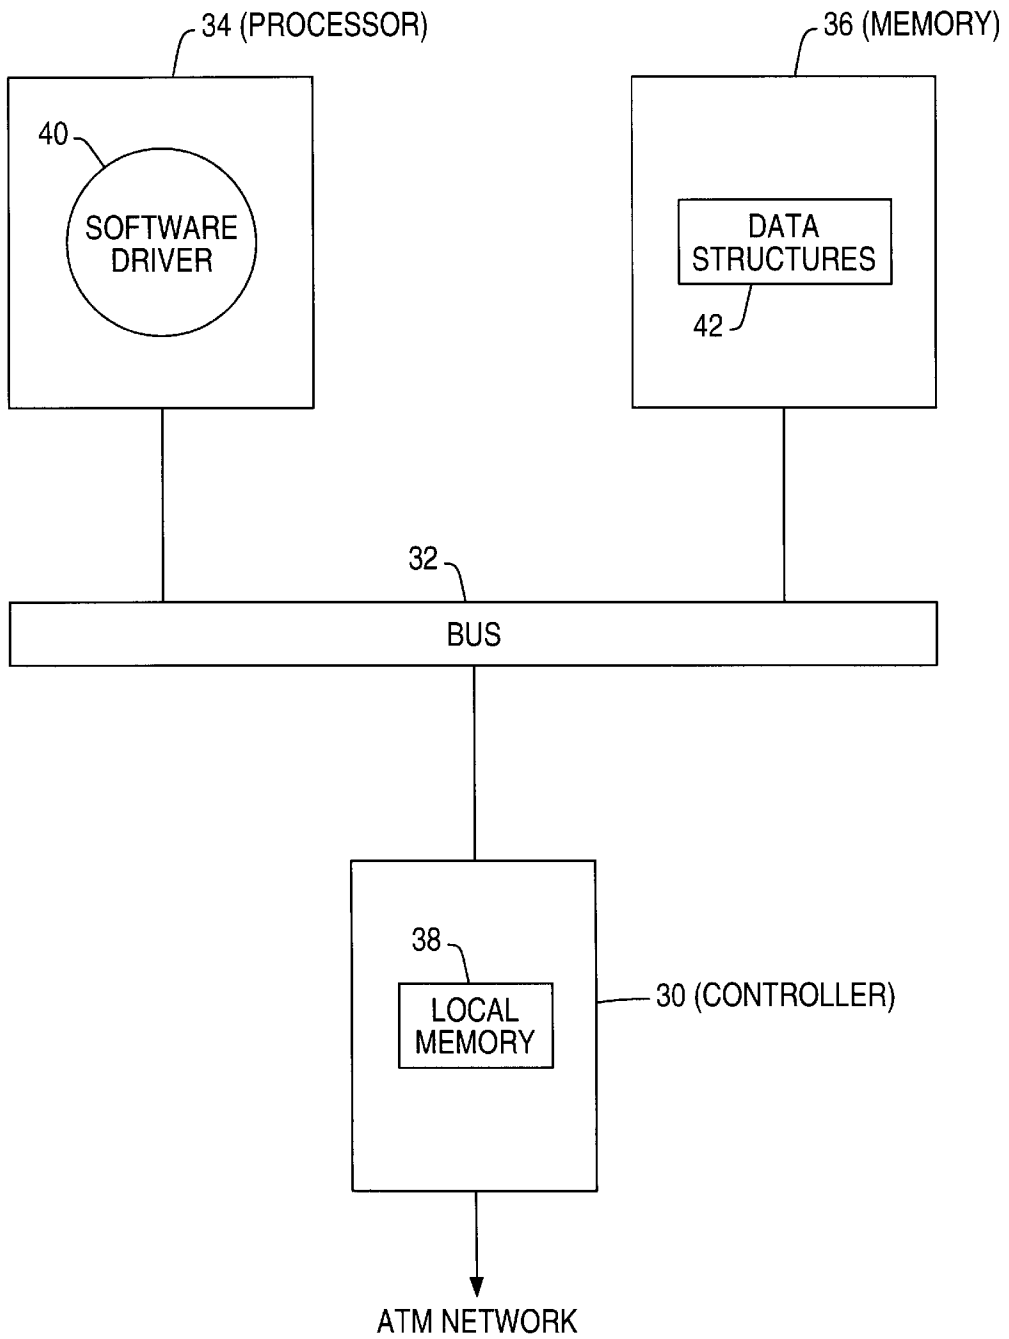 34 (PROCESSOR)
36 (MEMORY)
40
SOFTWARE
DRIVER
DATA
STRUCTURES
42
32
BUS
38
LOCAL
MEMORY
30 (CONTROLLER)
ATM NETWORK